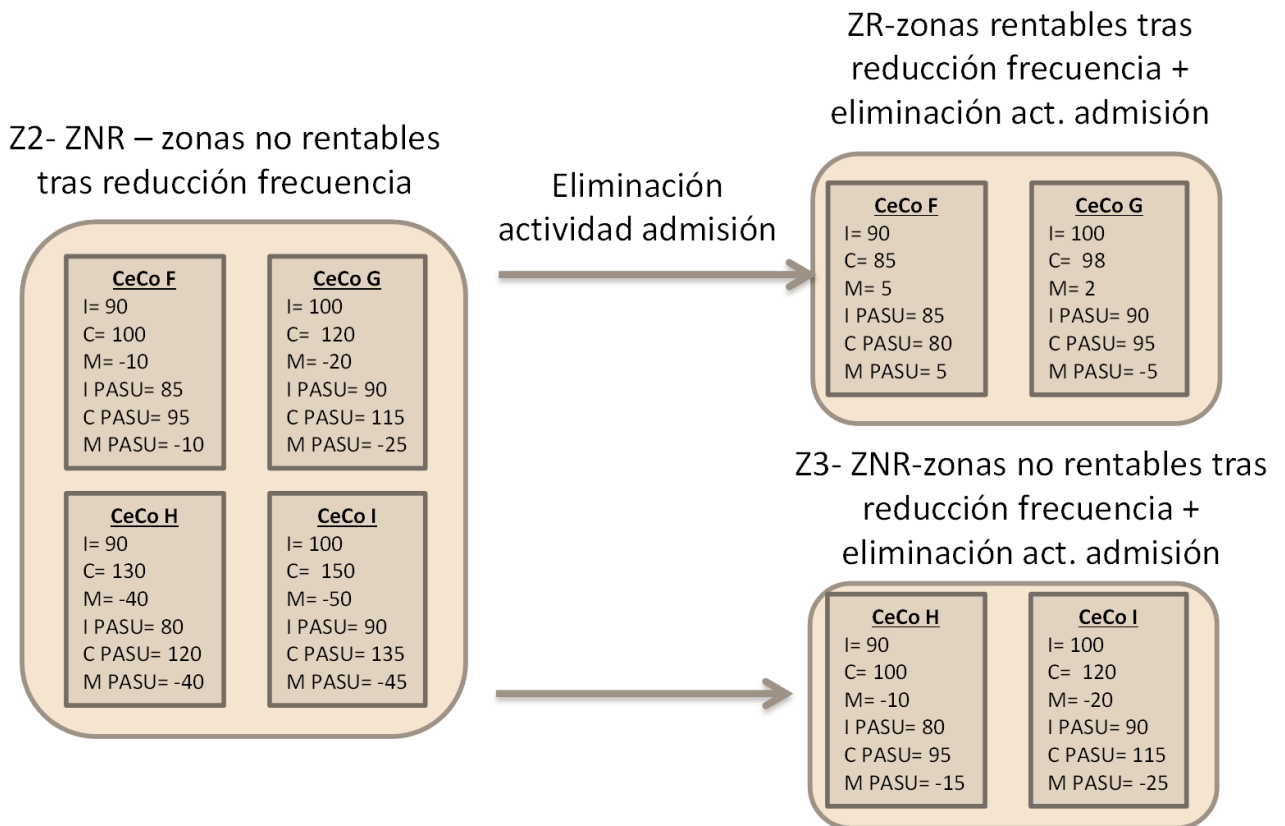 Z2- ZNR – zonas no rentables
tras reducción frecuencia
CeCo F
I= 90
C= 100
M= -10
I PASU= 85
C PASU= 95
M PASU= -10
CeCo G
I= 100
C=  120
M= -20
I PASU= 90
C PASU= 115
M PASU= -25
CeCo H
I= 90
C= 130
M= -40
I PASU= 80
C PASU= 120
M PASU= -40
CeCo I
I= 100
C=  150
M= -50
I PASU= 90
C PASU= 135
M PASU= -45
Eliminación
actividad admisión
ZR-zonas rentables tras
reducción frecuencia +
eliminación act. admisión
CeCo F
I= 90
C= 85
M= 5
I PASU= 85
C PASU= 80
M PASU= 5
CeCo G
I= 100
C=  98
M= 2
I PASU= 90
C PASU= 95
M PASU= -5
Z3- ZNR-zonas no rentables tras
reducción frecuencia +
eliminación act. admisión
CeCo H
I= 90
C= 100
M= -10
I PASU= 80
C PASU= 95
M PASU= -15
CeCo I
I= 100
C=  120
M= -20
I PASU= 90
C PASU= 115
M PASU= -25